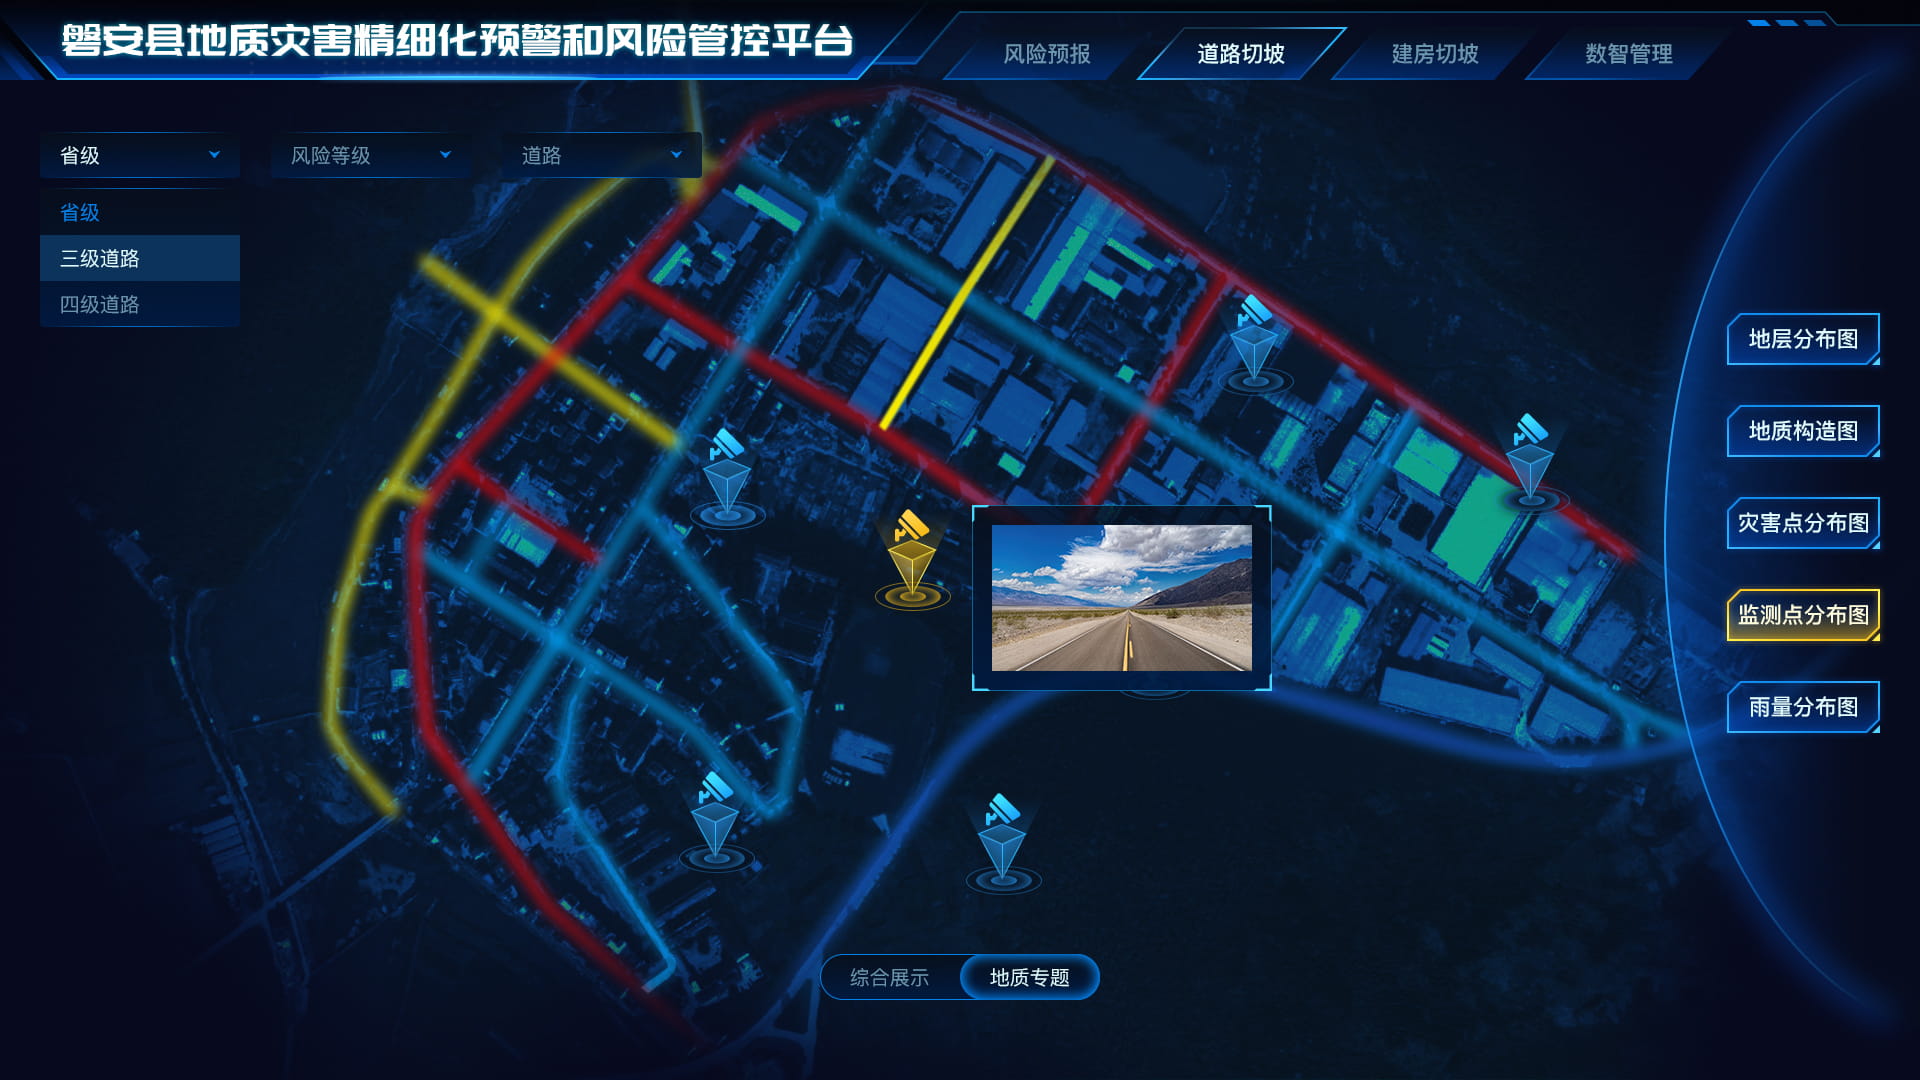 磐安县地质灾害精细化预警和风险管控平台
风险预报
道路切坡
建房切坡
数智管理
省级
风险等级
道路
省级
三级道路
四级道路
地层分布图
地质构造图
灾害点分布图
监测点分布图
雨量分布图
综合展示
地质专题